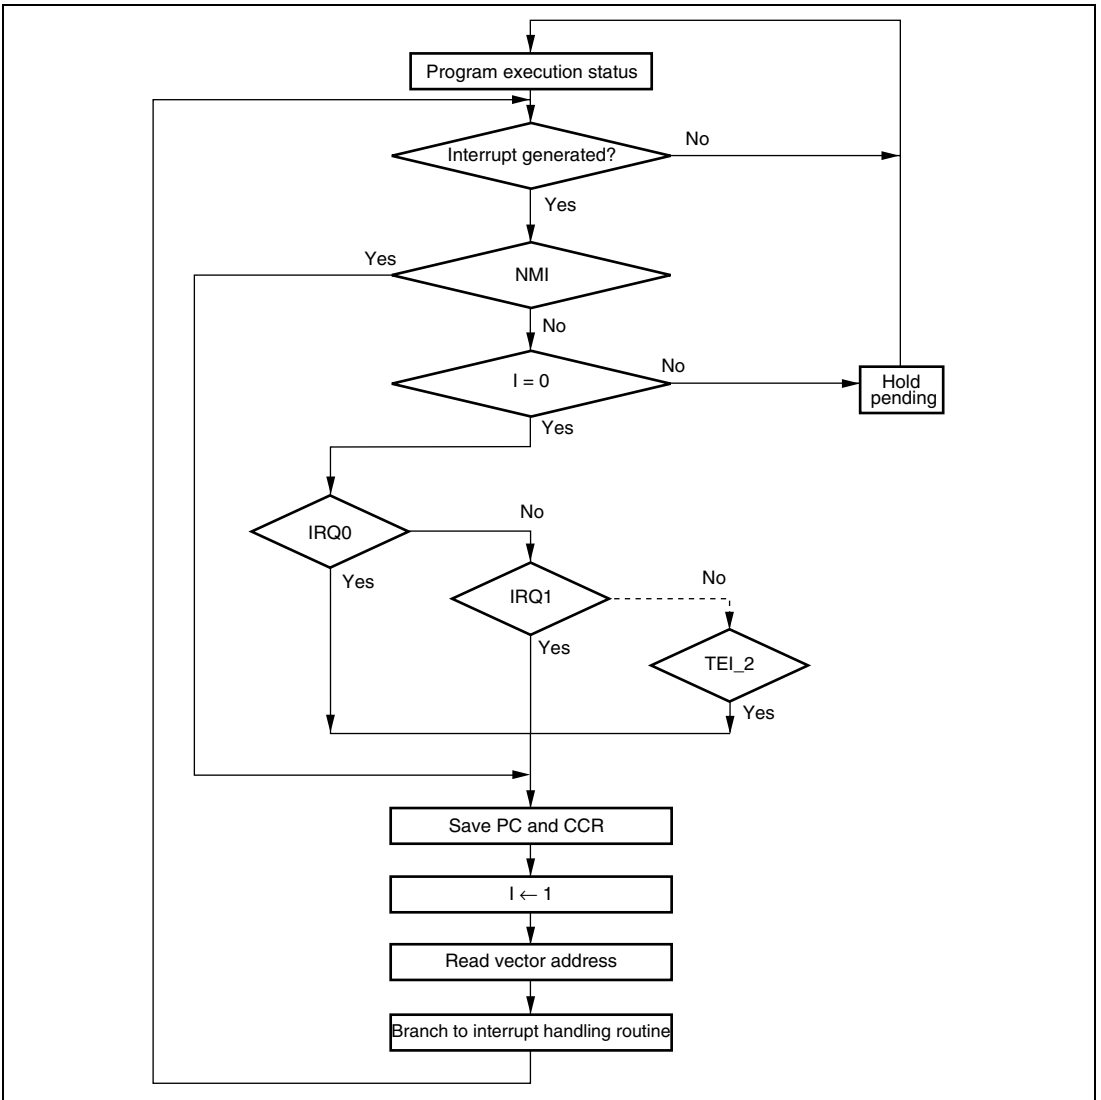 Program execution status
Interrupt generated?
No
Yes
Yes
NMI
No
I = 0
No
Hold
pending
Yes
IRQ0
No
Yes
IRQ1
No
Yes
TEI_2
Yes
Save PC and CCR
I ← 1
Read vector address
Branch to interrupt handling routine